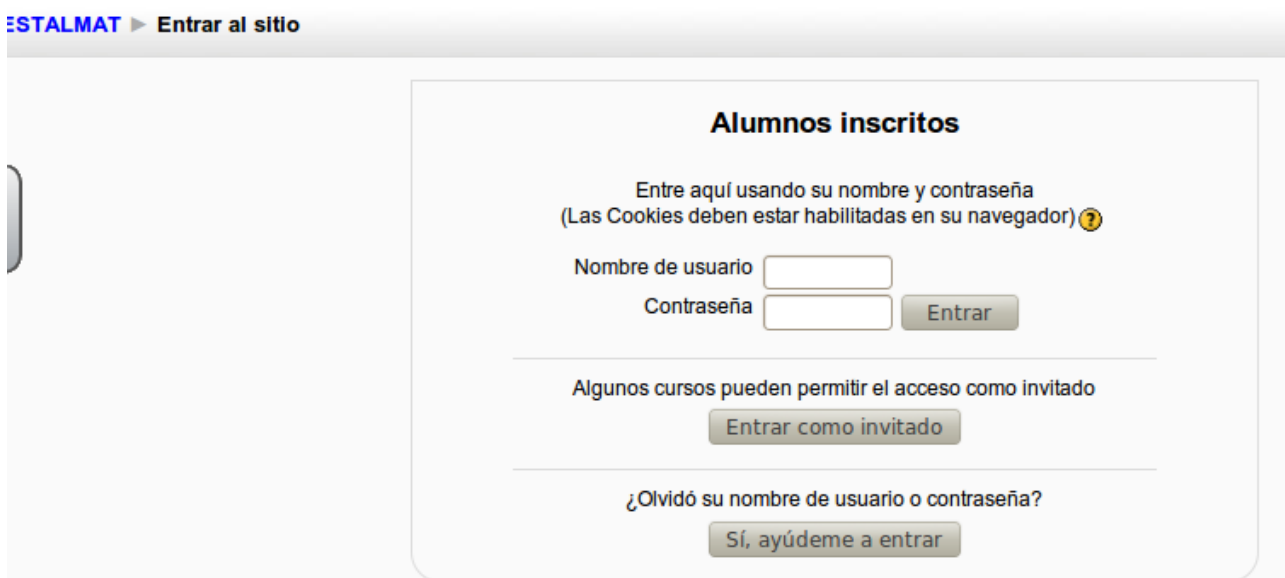 ESTALMAT ► Entrar al sitio
Alumnos inscritos
Entre aquí usando su nombre y contraseña
(Las Cookies deben estar habilitadas en su navegador) ?
Nombre de usuario
Contraseña
Entrar
Algunos cursos pueden permitir el acceso como invitado
Entrar como invitado
¿Olvidó su nombre de usuario o contraseña?
Sí, ayúdeme a entrar